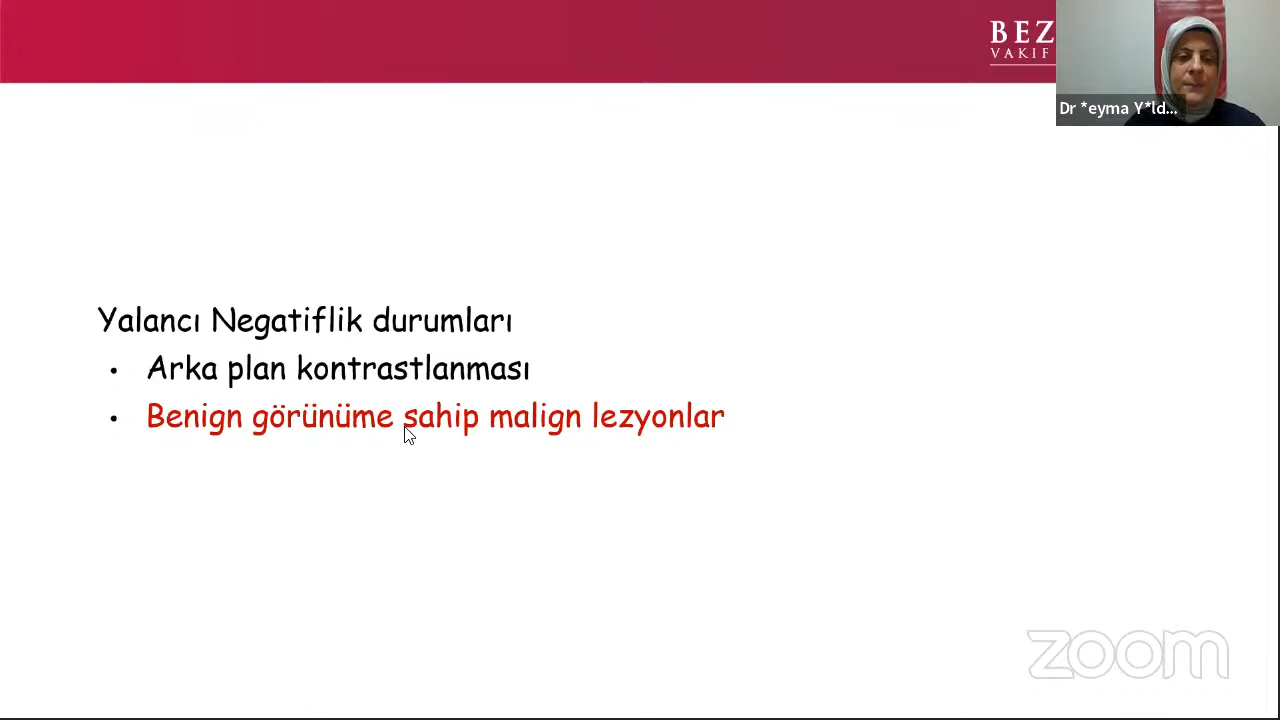 BEZ
VAKIF
Dr *eyma Y*ld...
Yalancı Negatiflik durumları
• Arka plan kontrastlanması
• Benign görünüme sahip malign lezyonlar
zoom